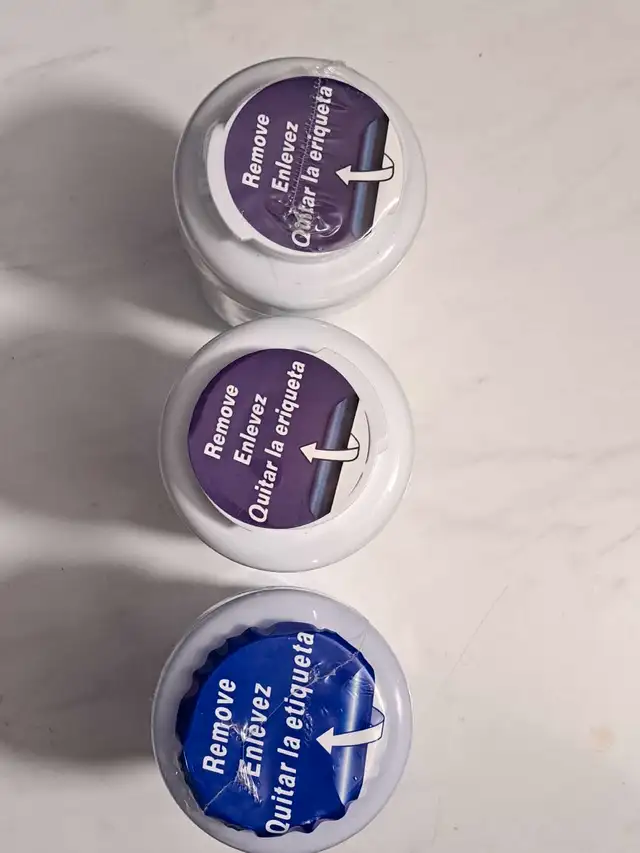 Remove
Enlevez
Quitar la eriqueta
Remove
Enlevez
Quitar la eriqueta
Remove
Enlevez
Quitar la etiqueta